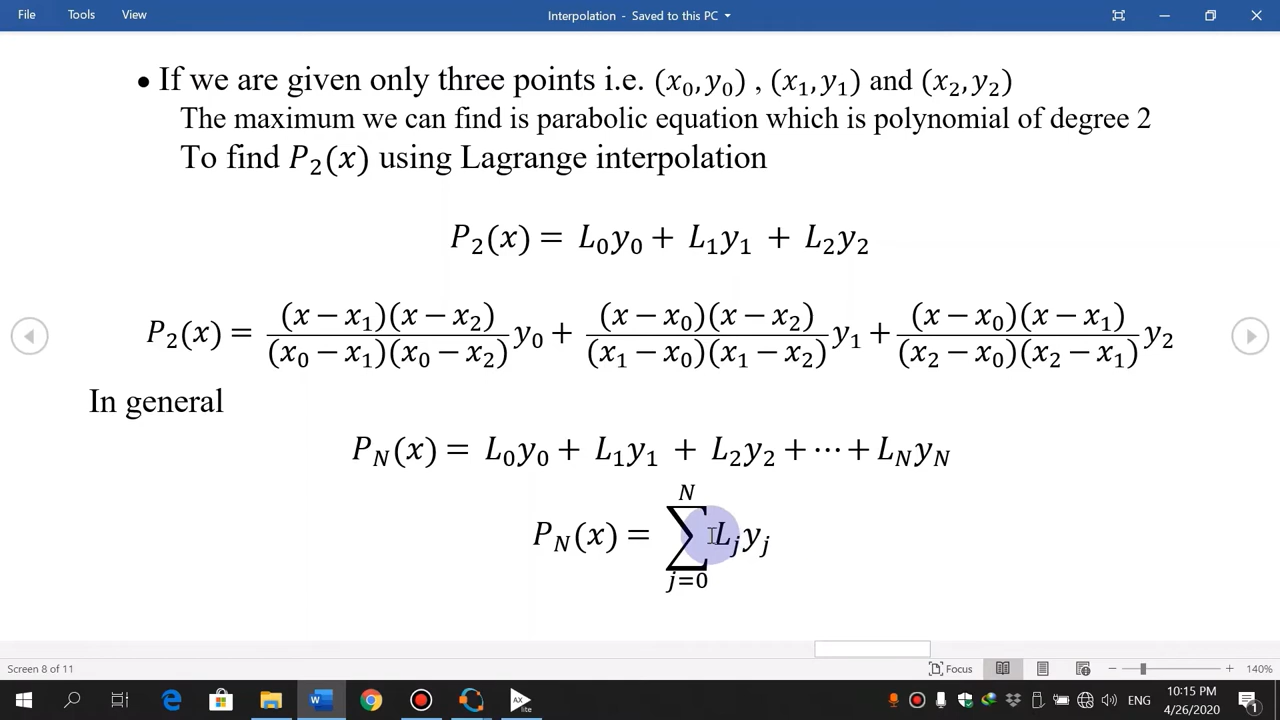 File Tools View Interpolation - Saved to this PC
• If we are given only three points i.e. (x₀,y₀) , (x₁,y₁) and (x₂,y₂)
The maximum we can find is parabolic equation which is polynomial of degree 2
To find P₂(x) using Lagrange interpolation
P₂(x) = L₀y₀ + L₁y₁ + L₂y₂
P₂(x) = (x − x₁)(x − x₂)/(x₀ − x₁)(x₀ − x₂) y₀ + (x − x₀)(x − x₂)/(x₁ − x₀)(x₁ − x₂) y₁ + (x − x₀)(x − x₁)/(x₂ − x₀)(x₂ − x₁) y₂
In general
P_N(x) = L₀y₀ + L₁y₁ + L₂y₂ + ⋯ + L_N y_N
P_N(x) = ∑_{j=0}^{N} L_j y_j
Screen 8 of 11 Focus 140%
AX lite ENG 10:15 PM
4/26/2020 1